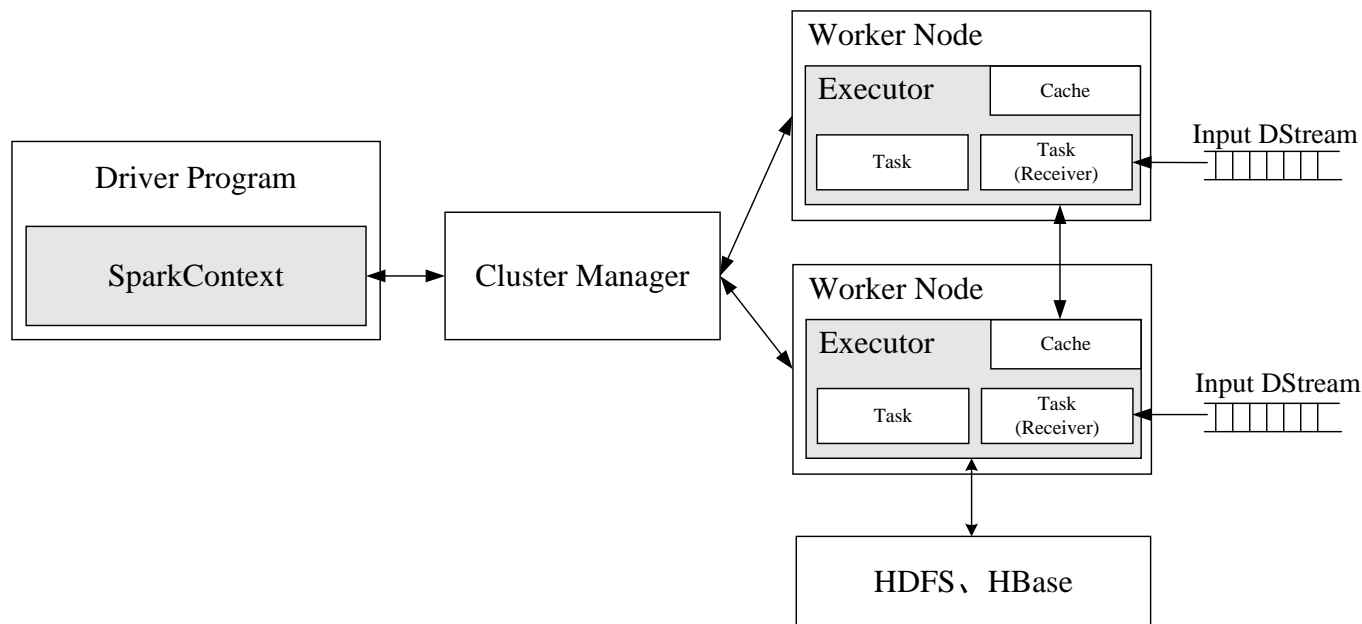 Driver Program
SparkContext
Cluster Manager
Worker Node
Executor
Cache
Task
Task
(Receiver)
Input DStream
Worker Node
Executor
Cache
Task
Task
(Receiver)
Input DStream
HDFS、HBase